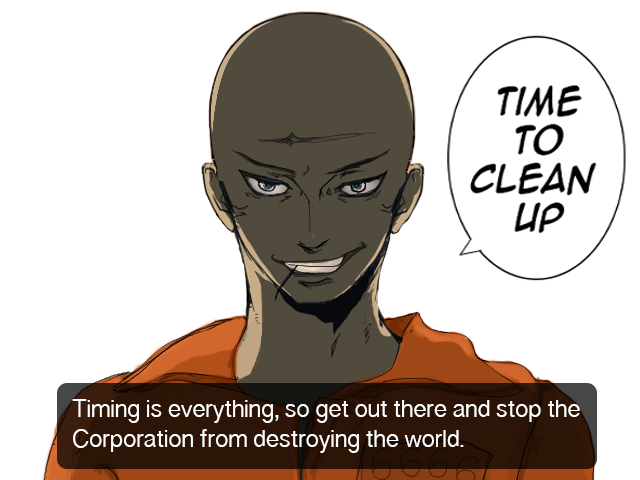 TIME
TO
CLEAN
UP
Timing is everything, so get out there and stop the
Corporation from destroying the world.
6666